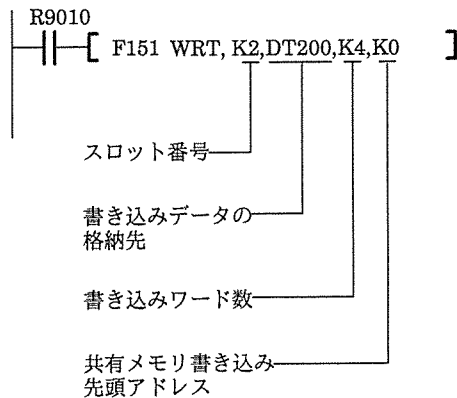 R9010
F151 WRT, K2,DT200,K4,K0
スロット番号
書き込みデータの
格納先
書き込みワード数
共有メモリ書き込み
先頭アドレス